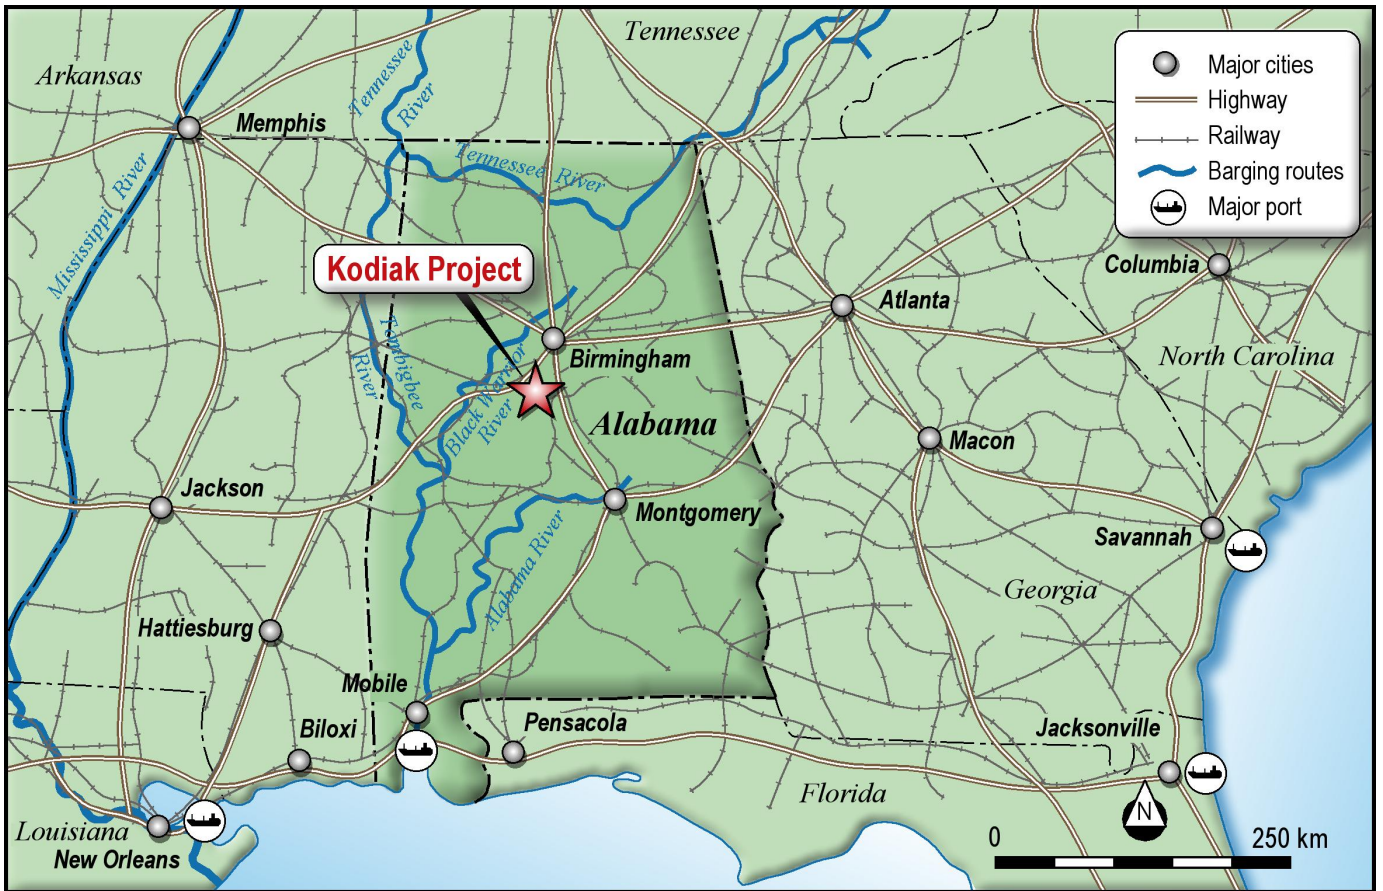 Tennessee
Arkansas
Major cities
Highway
Railway
Barging routes
Major port
Tennessee
River
Memphis
Tennessee River
Mississippi River
Kodiak Project
Columbia
Atlanta
Birmingham
North Carolina
Tombigbee
River
Black Warrior
River
Alabama
Macon
Jackson
Montgomery
Savannah
Alabama River
Georgia
Hattiesburg
Mobile
Biloxi
Pensacola
Jacksonville
Florida
N
Louisiana
New Orleans
0 250 km